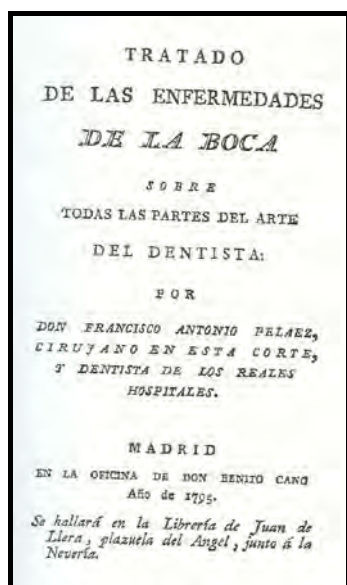 TRATADO
DE LAS ENFERMEDADES
DE LA BOCA
SOBRE
TODAS LAS PARTES DEL ARTE
DEL DENTISTA:
POR
DON FRANCISCO ANTONIO PELAEZ,
CIRUJANO EN ESTA CORTE,
Y DENTISTA DE LOS REALES
HOSPITALES.
MADRID
EN LA OFICINA DE DON BENITO CANO
Año de 1795.
Se hallará en la Librería de Juan de
Llera, plazuela del Angel, junto á la
Nevería.